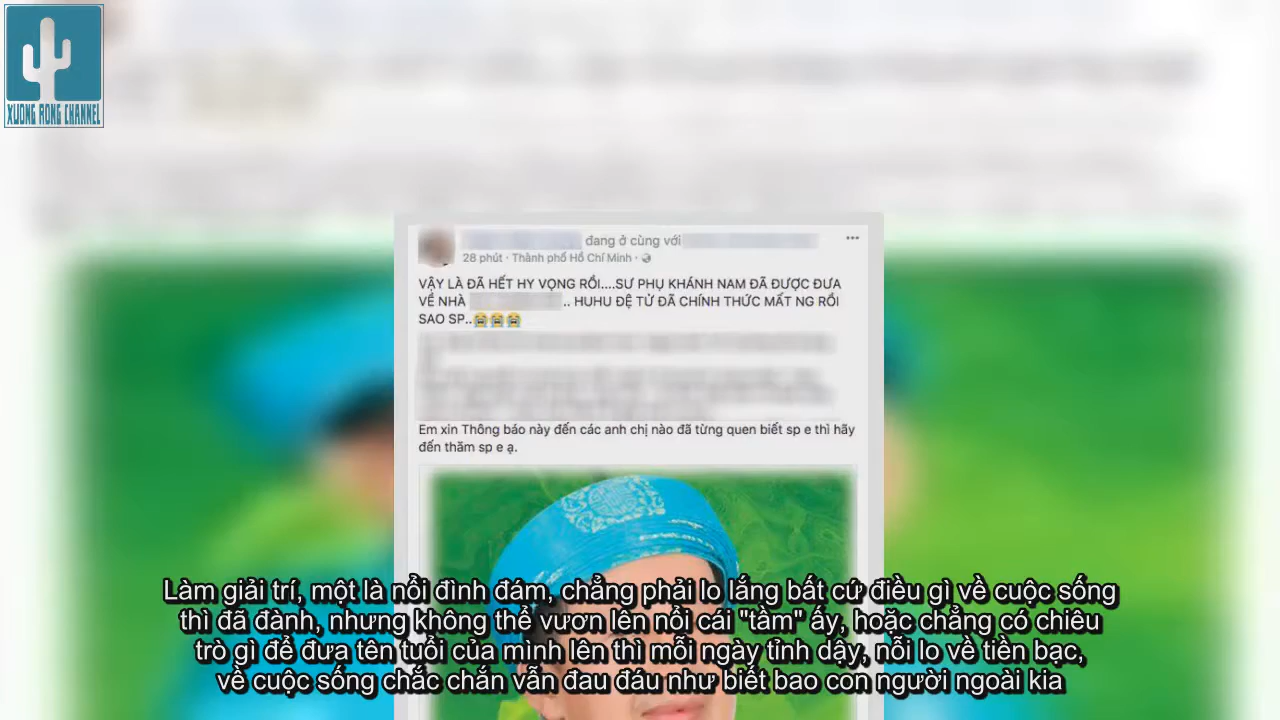 XUONG RONG CHANNEL
đang ở cùng với
28 phút · Thành phố Hồ Chí Minh ·
VẬY LÀ ĐÃ HẾT HY VỌNG RỒI....SƯ PHỤ KHÁNH NAM ĐÃ ĐƯỢC ĐƯA
VỀ NHÀ .. HUHU ĐỆ TỬ ĐÃ CHÍNH THỨC MẤT NG RỒI
SAO SP..😭😭😭
Em xin Thông báo này đến các anh chị nào đã từng quen biết sp e thì hãy
đến thăm sp e ạ.
Làm giải trí, một là nổi đình đám, chẳng phải lo lắng bất cứ điều gì về cuộc sống
thì đã đành, nhưng không thể vươn lên nổi cái "tầm" ấy, hoặc chẳng có chiêu
trò gì để đưa tên tuổi của mình lên thì mỗi ngày tỉnh dậy, nỗi lo về tiền bạc,
về cuộc sống chắc chắn vẫn đau đáu như biết bao con người ngoài kia